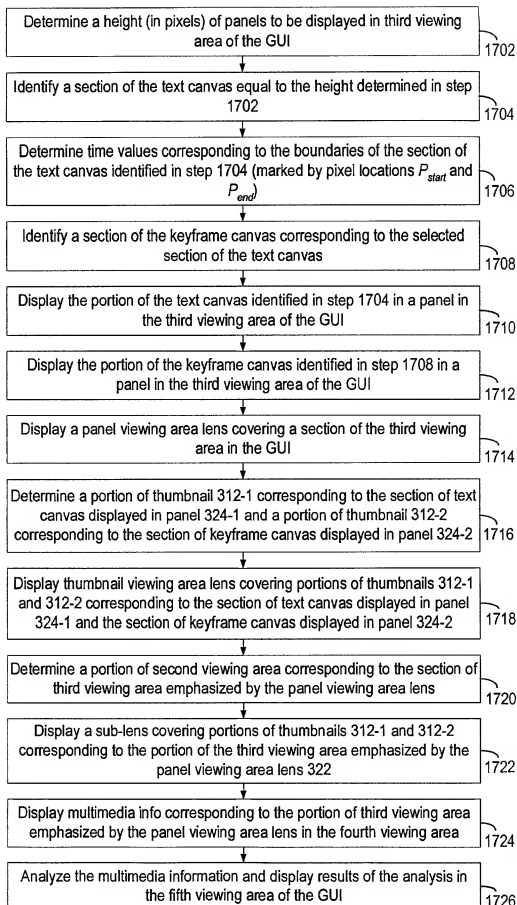 Determine a height (in pixels) of panels to be displayed in third viewing
area of the GUI
1702
Identify a section of the text canvas equal to the height determined in step
1702
1704
Determine time values corresponding to the boundaries of the section of
the text canvas identified in step 1704 (marked by pixel locations Pstart and
Pend)
1706
Identify a section of the keyframe canvas corresponding to the selected
section of the text canvas
1708
Display the portion of the text canvas identified in step 1704 in a panel in
the third viewing area of the GUI
1710
Display the portion of the keyframe canvas identified in step 1708 in a
panel in the third viewing area of the GUI
1712
Display a panel viewing area lens covering a section of the third viewing
area in the GUI
1714
Determine a portion of thumbnail 312-1 corresponding to the section of text
canvas displayed in panel 324-1 and a portion of thumbnail 312-2
corresponding to the section of keyframe canvas displayed in panel 324-2
1716
Display thumbnail viewing area lens covering portions of thumbnails 312-1
and 312-2 corresponding to the section of text canvas displayed in panel
324-1 and the section of keyframe canvas displayed in panel 324-2
1718
Determine a portion of second viewing area corresponding to the section of
third viewing area emphasized by the panel viewing area lens
1720
Display a sub-lens covering portions of thumbnails 312-1 and 312-2
corresponding to the portion of the third viewing area emphasized by the
panel viewing area lens 322
1722
Display multimedia info corresponding to the portion of third viewing area
emphasized by the panel viewing area lens in the fourth viewing area
1724
Analyze the multimedia information and display results of the analysis in
the fifth viewing area of the GUI
1726